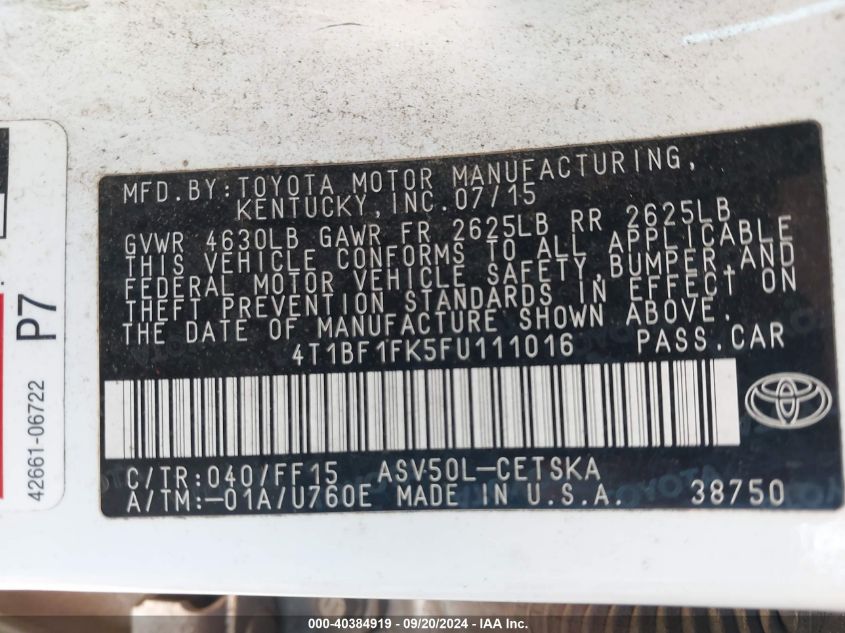 MFD.BY:TOYOTA MOTOR MANUFACTURING,
KENTUCKY,INC.07/15
GVWR 4630LB GAWR FR 2625LB RR 2625LB
THIS VEHICLE CONFORMS TO ALL APPLICABLE
FEDERAL MOTOR VEHICLE SAFETY,BUMPER,AND
THEFT PREVENTION STANDARDS IN EFFECT ON
THE DATE OF MANUFACTURE SHOWN ABOVE.
4T1BF1FK5FU111016 PASS.CAR
C/TR:040/FF15 ASV50L-CETSKA
A/TM:-01A/U760E MADE IN U.S.A. 38750
P7
42661-06722
000-40384919 - 09/20/2024 - IAA Inc.